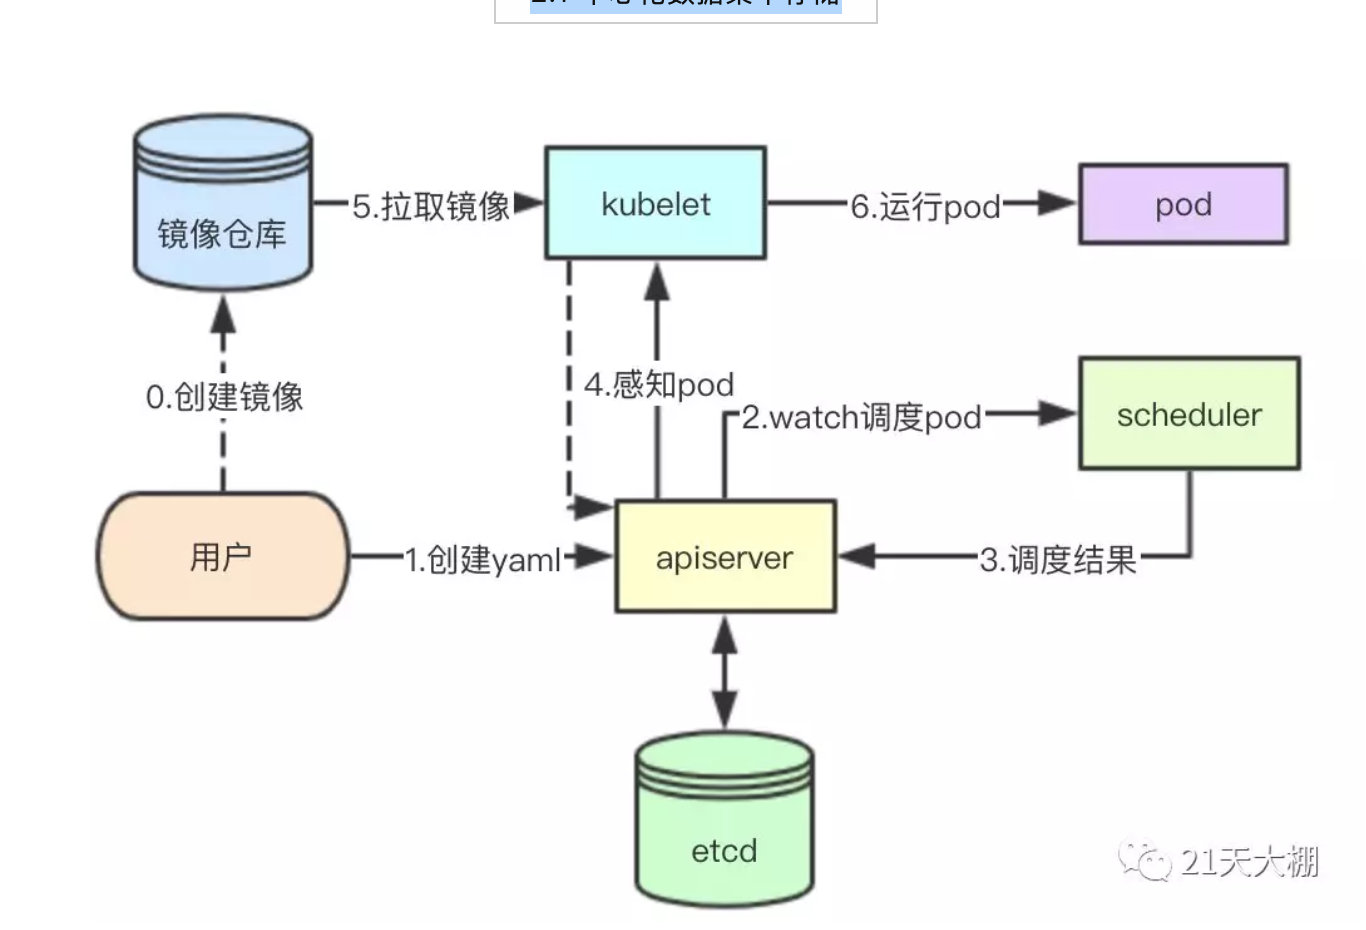 镜像仓库
5.拉取镜像
kubelet
6.运行pod
pod
0.创建镜像
4.感知pod
2.watch调度pod
scheduler
用户
1.创建yaml
apiserver
3.调度结果
etcd
21天大棚